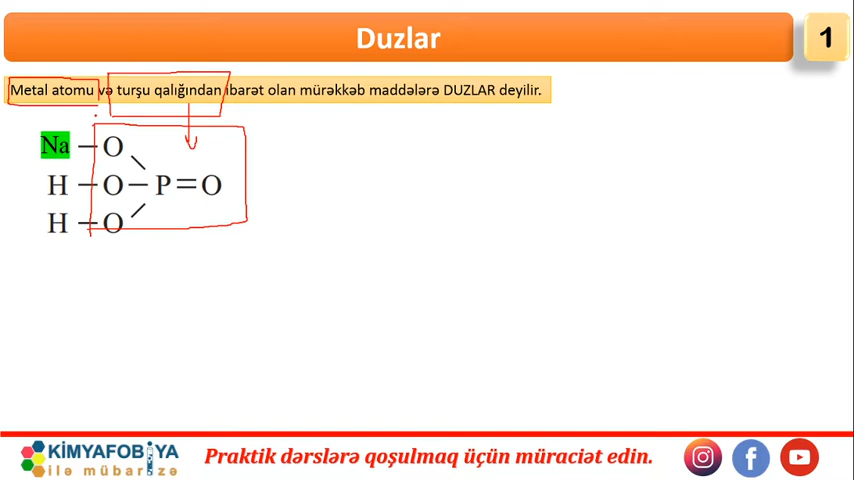 Duzlar
1
Metal atomu və turşu qalığından ibarət olan mürəkkəb maddələrə DUZLAR deyilir.
Na – O
H – O – P = O
H – O
KİMYAFOBİYA
ilə mübarizə
Praktik dərslərə qoşulmaq üçün müraciət edin.